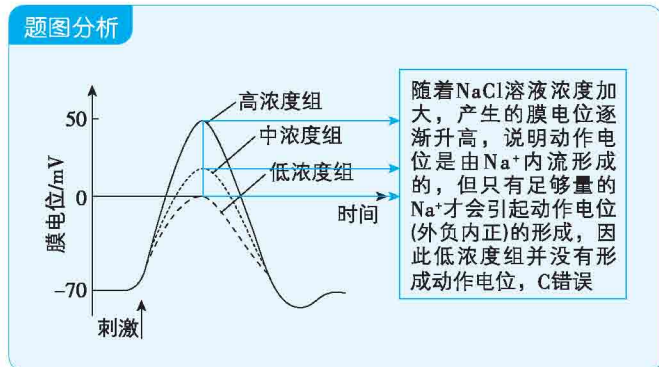 题图分析
高浓度组
中浓度组
低浓度组
50
0
-70
膜电位/mV
时间
刺激
随着NaCl溶液浓度加
大，产生的膜电位逐
渐升高，说明动作电
位是由Na⁺内流形成
的，但只有足够量的
Na⁺才会引起动作电位
(外负内正)的形成，因
此低浓度组并没有形
成动作电位，C错误